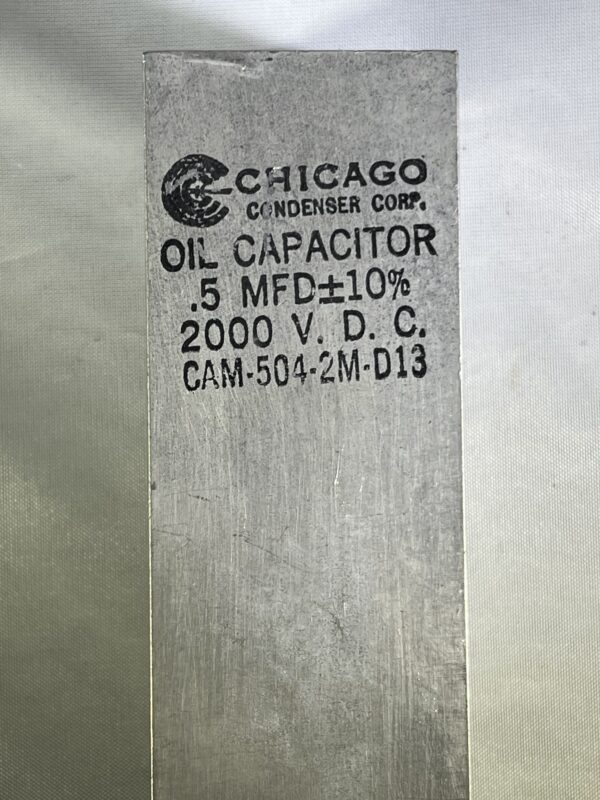 CHICAGO
CONDENSER CORP.
OIL CAPACITOR
.5 MFD±10%
2000 V. D. C.
CAM-504-2M-D13